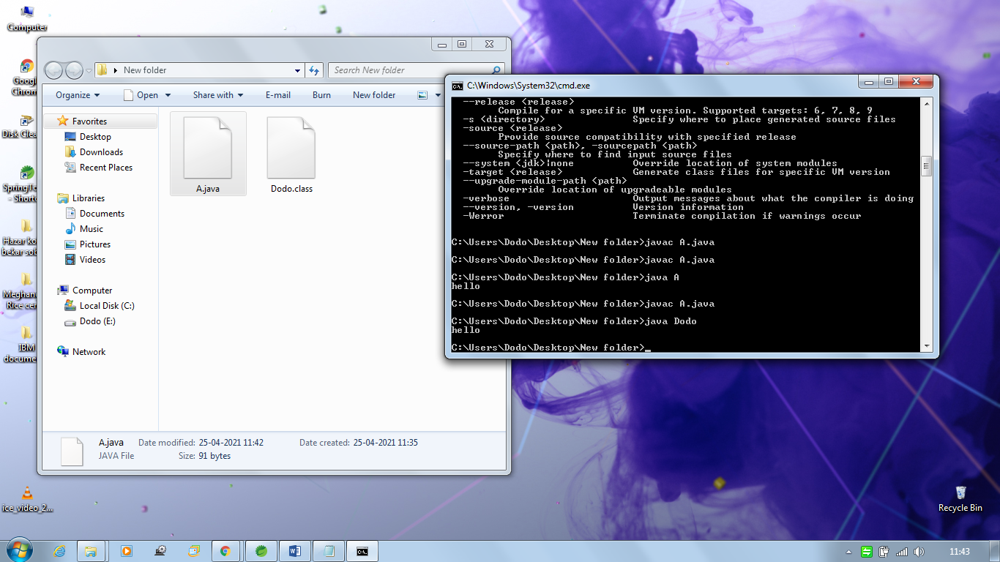 Computer
Googl
Chrom
Disk Clea
SpringToo
- Shortc
Hazar ko
bekar sob
Meghan
Rice cer
IBM
docume
ice_video_2...
Recycle Bin
New folder
Search New folder
Organize
Open
Share with
E-mail
Burn
New folder
Favorites
Desktop
Downloads
Recent Places
Libraries
Documents
Music
Pictures
Videos
Computer
Local Disk (C:)
Dodo (E:)
Network
A.java
Dodo.class
A.java Date modified: 25-04-2021 11:42 Date created: 25-04-2021 11:35
JAVA File Size: 91 bytes
C:\Windows\System32\cmd.exe
--release <release>
Compile for a specific VM version. Supported targets: 6, 7, 8, 9
-s <directory> Specify where to place generated source files
-source <release>
Provide source compatibility with specified release
--source-path <path>, -sourcepath <path>
Specify where to find input source files
--system <jdk>|none Override location of system modules
-target <release> Generate class files for specific VM version
--upgrade-module-path <path>
Override location of upgradeable modules
-verbose Output messages about what the compiler is doing
--version, -version Version information
-Werror Terminate compilation if warnings occur
C:\Users\Dodo\Desktop\New folder>javac A.java
C:\Users\Dodo\Desktop\New folder>javac A.java
C:\Users\Dodo\Desktop\New folder>java A
hello
C:\Users\Dodo\Desktop\New folder>javac A.java
C:\Users\Dodo\Desktop\New folder>java Dodo
hello
C:\Users\Dodo\Desktop\New folder>_
11:43